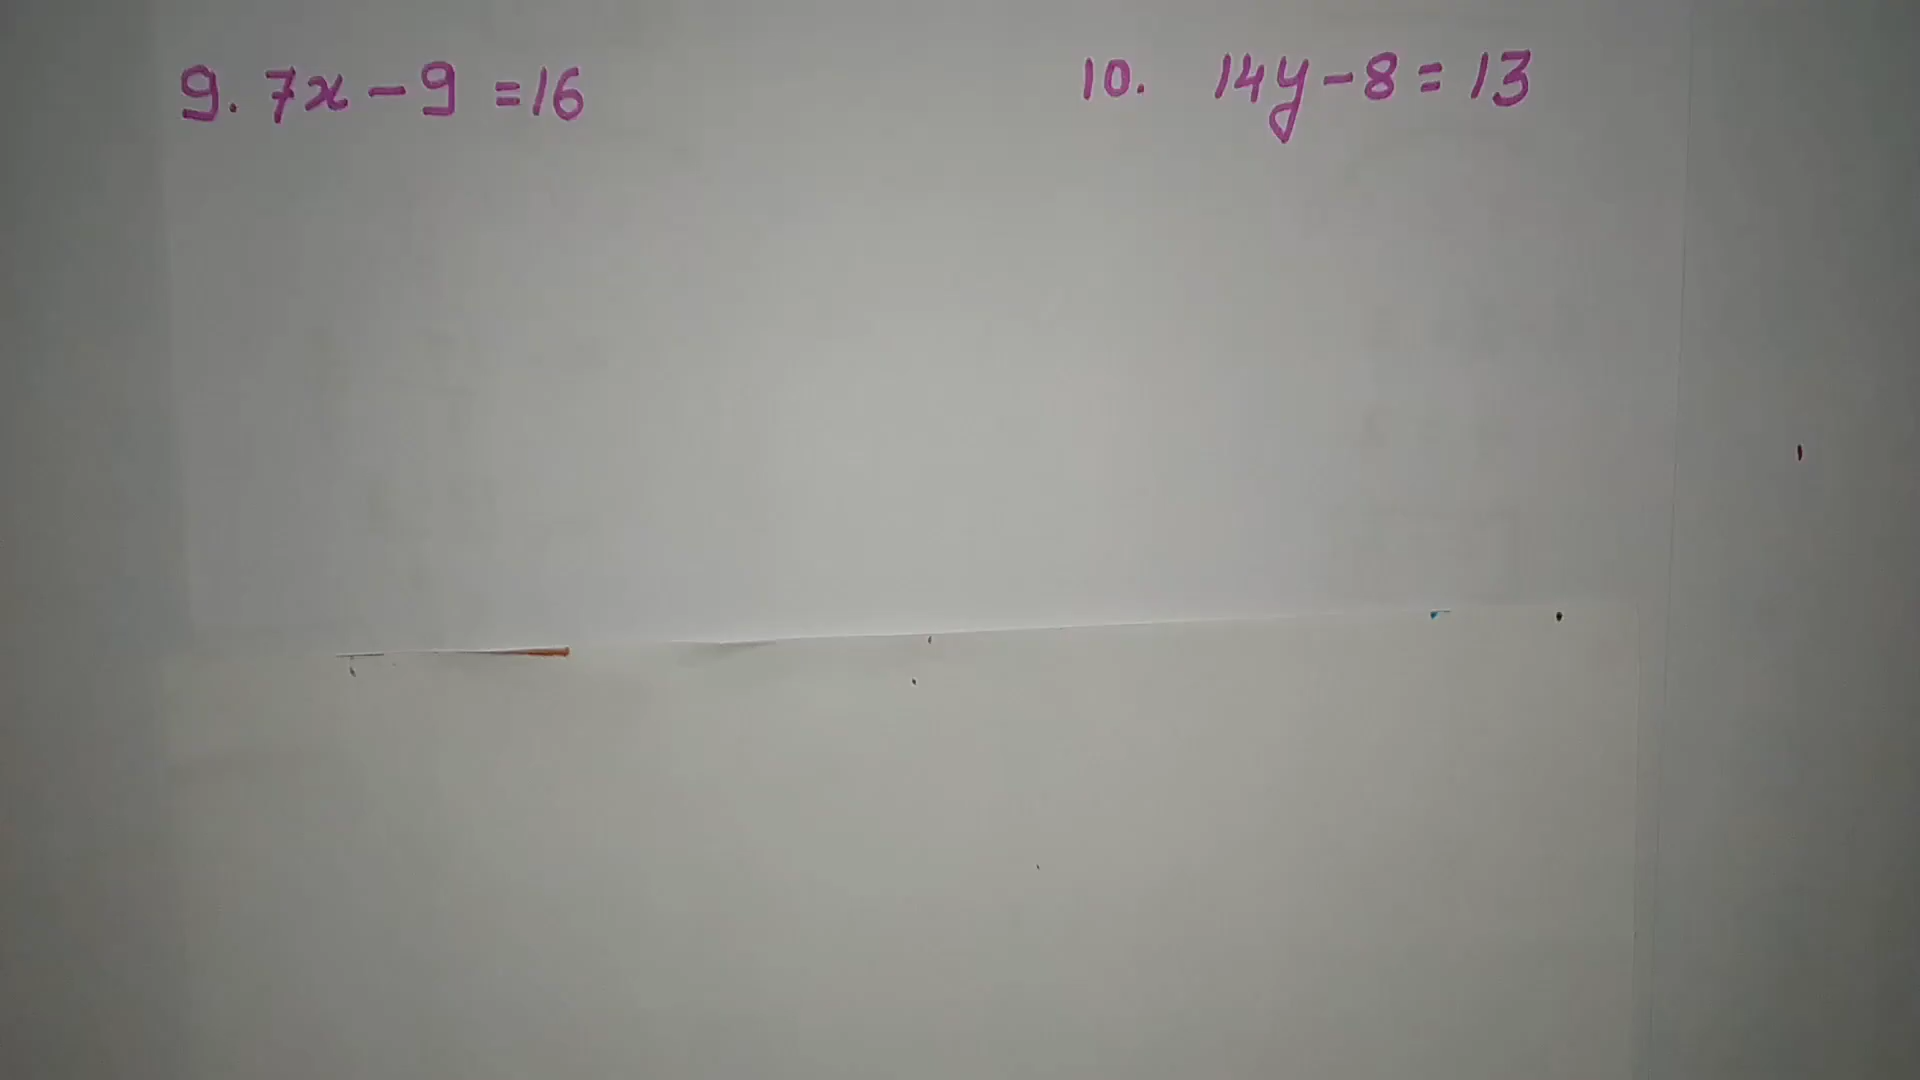 9. 7x - 9 = 16
10. 14y - 8 = 13